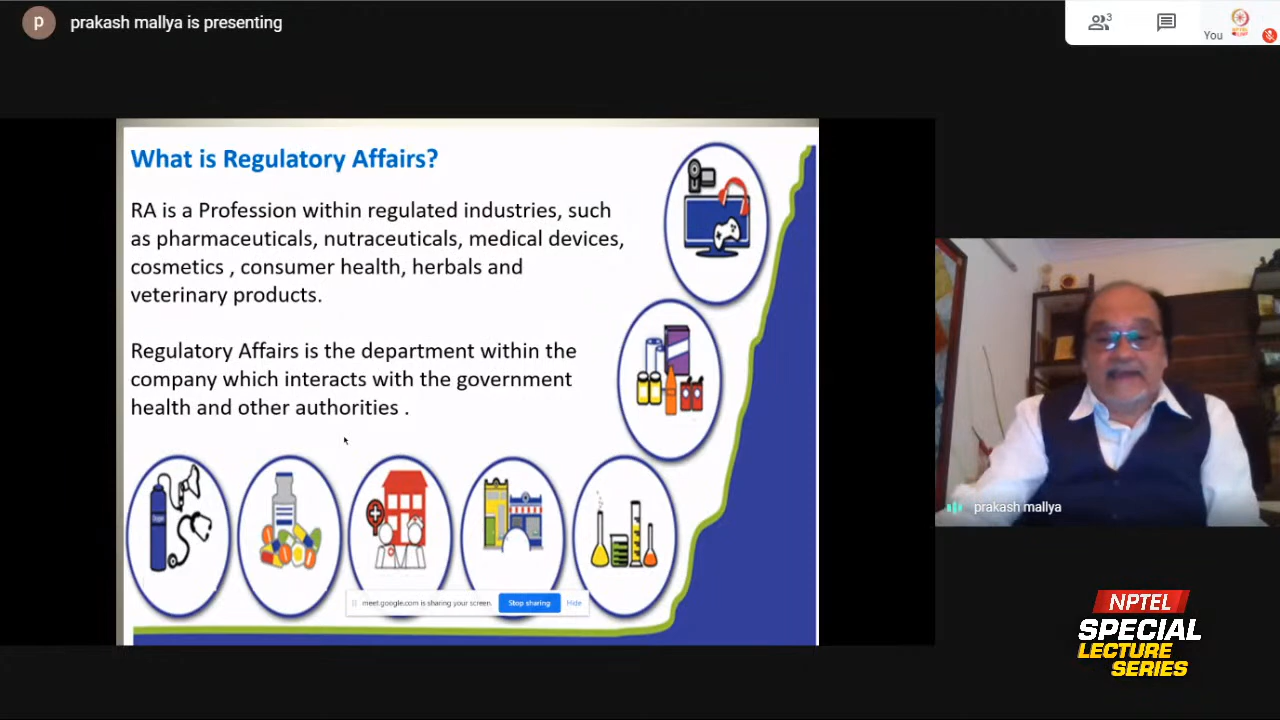 p
prakash mallya is presenting
3
You
What is Regulatory Affairs?
RA is a Profession within regulated industries, such
as pharmaceuticals, nutraceuticals, medical devices,
cosmetics , consumer health, herbals and
veterinary products.
Regulatory Affairs is the department within the
company which interacts with the government
health and other authorities .
meet.google.com is sharing your screen.
Stop sharing
Hide
prakash mallya
NPTEL
SPECIAL
LECTURE
SERIES